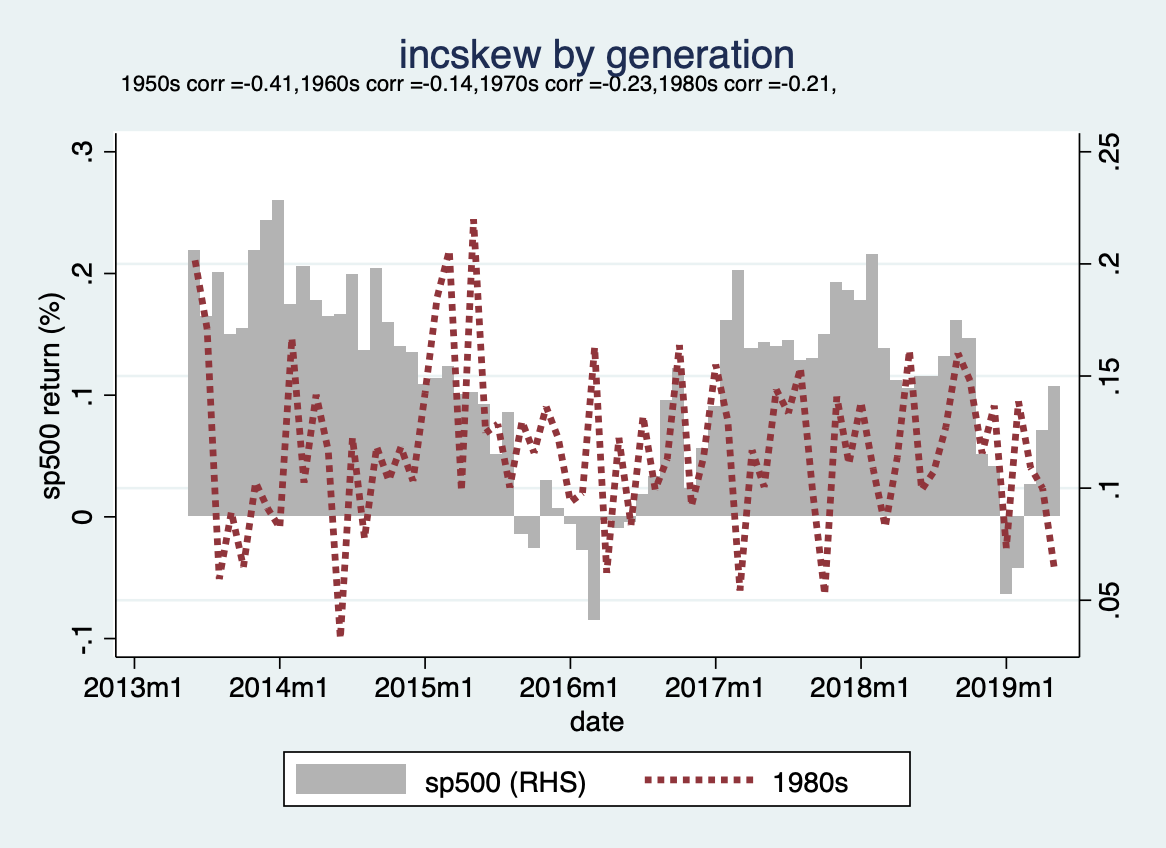 incskew by generation
1950s corr =-0.41,1960s corr =-0.14,1970s corr =-0.23,1980s corr =-0.21,
.3
.2
.1
0
-.1
sp500 return (%)
.25
.2
.15
.1
.05
2013m1 2014m1 2015m1 2016m1 2017m1 2018m1 2019m1
date
sp500 (RHS) 1980s